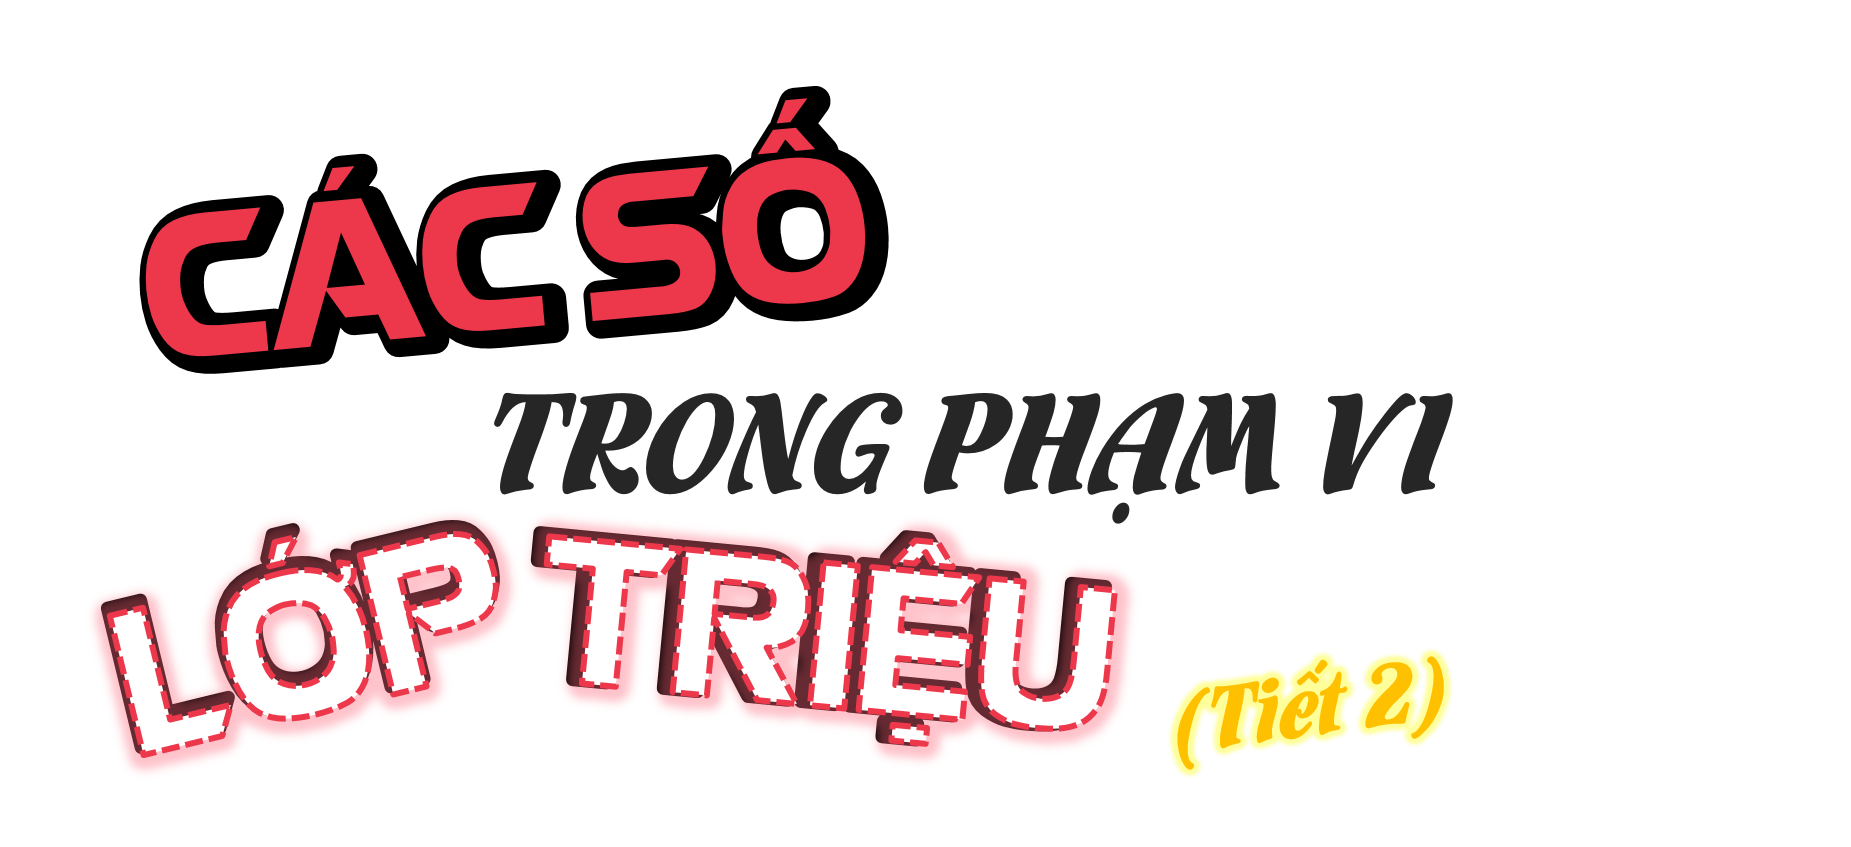 CÁC SỐ
TRONG PHẠM VI
LỚP TRIỆU
(Tiết 2)